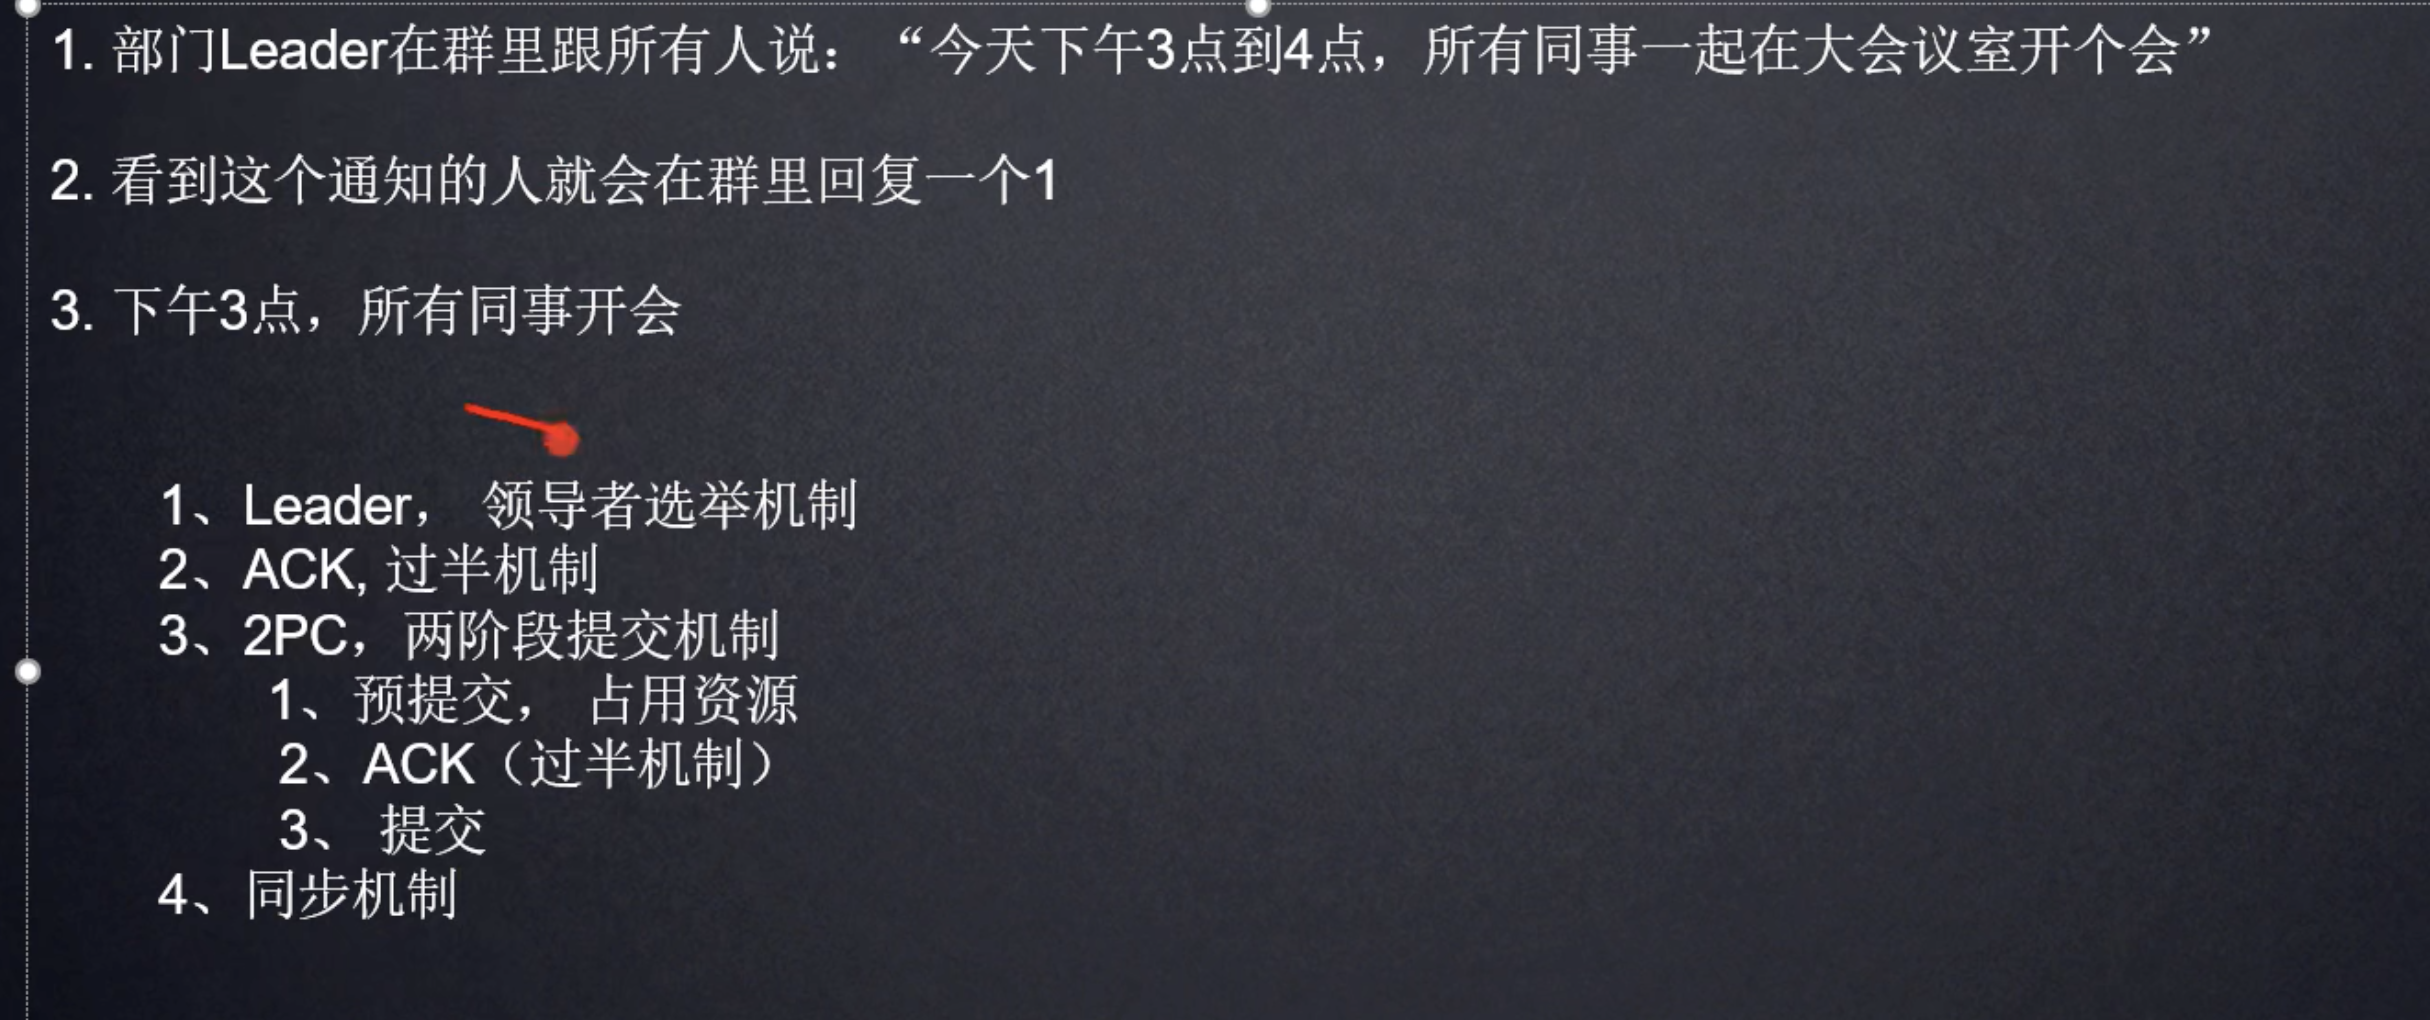 1. 部门Leader在群里跟所有人说：“今天下午3点到4点，所有同事一起在大会议室开个会”
2. 看到这个通知的人就会在群里回复一个1
3. 下午3点，所有同事开会
1、Leader， 领导者选举机制
2、ACK, 过半机制
3、2PC，两阶段提交机制
1、预提交， 占用资源
2、ACK（过半机制）
3、 提交
4、同步机制